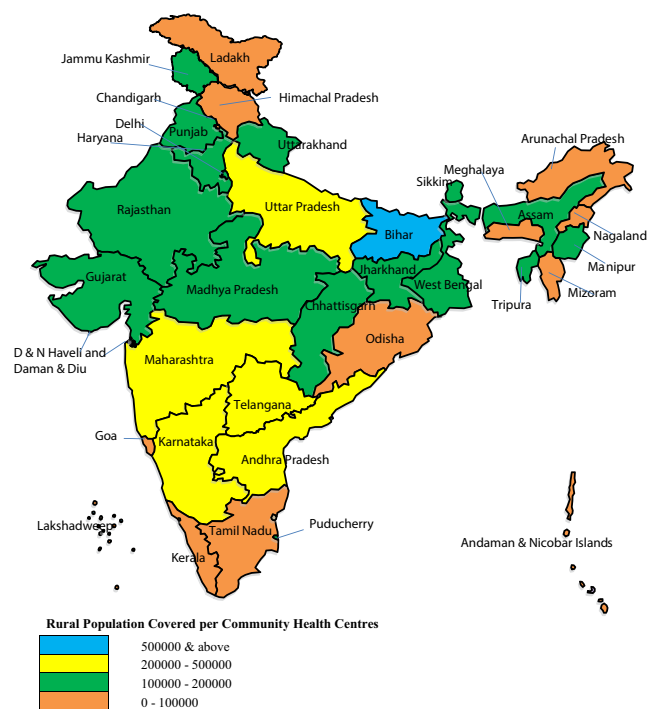 Ladakh
Jammu Kashmir
Himachal Pradesh
Chandigarh
Delhi
Punjab
Haryana
Uttarakhand
Arunachal Pradesh
Meghalaya
Sikkim
Uttar Pradesh
Rajasthan
Assam
Bihar
Nagaland
Manipur
Gujarat
Jharkhand
Madhya Pradesh
West Bengal
Mizoram
Chhattisgarh
Tripura
Odisha
D & N Haveli and
Daman & Diu
Maharashtra
Telangana
Goa
Karnataka
Andhra Pradesh
Lakshadweep
Tamil Nadu
Puducherry
Andaman & Nicobar Islands
Kerala
Rural Population Covered per Community Health Centres
500000 & above
200000 - 500000
100000 - 200000
0 - 100000